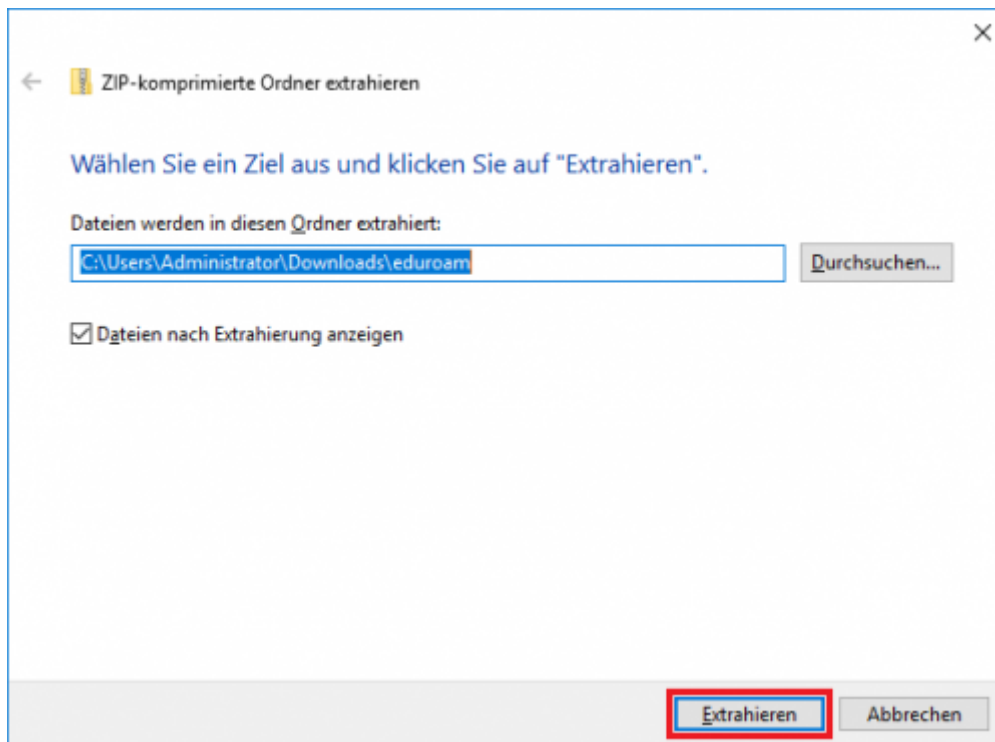 ZIP-komprimierte Ordner extrahieren
Wählen Sie ein Ziel aus und klicken Sie auf "Extrahieren".
Dateien werden in diesen Ordner extrahiert:
C:\Users\Administrator\Downloads\eduroam
Durchsuchen...
Dateien nach Extrahierung anzeigen
Extrahieren
Abbrechen